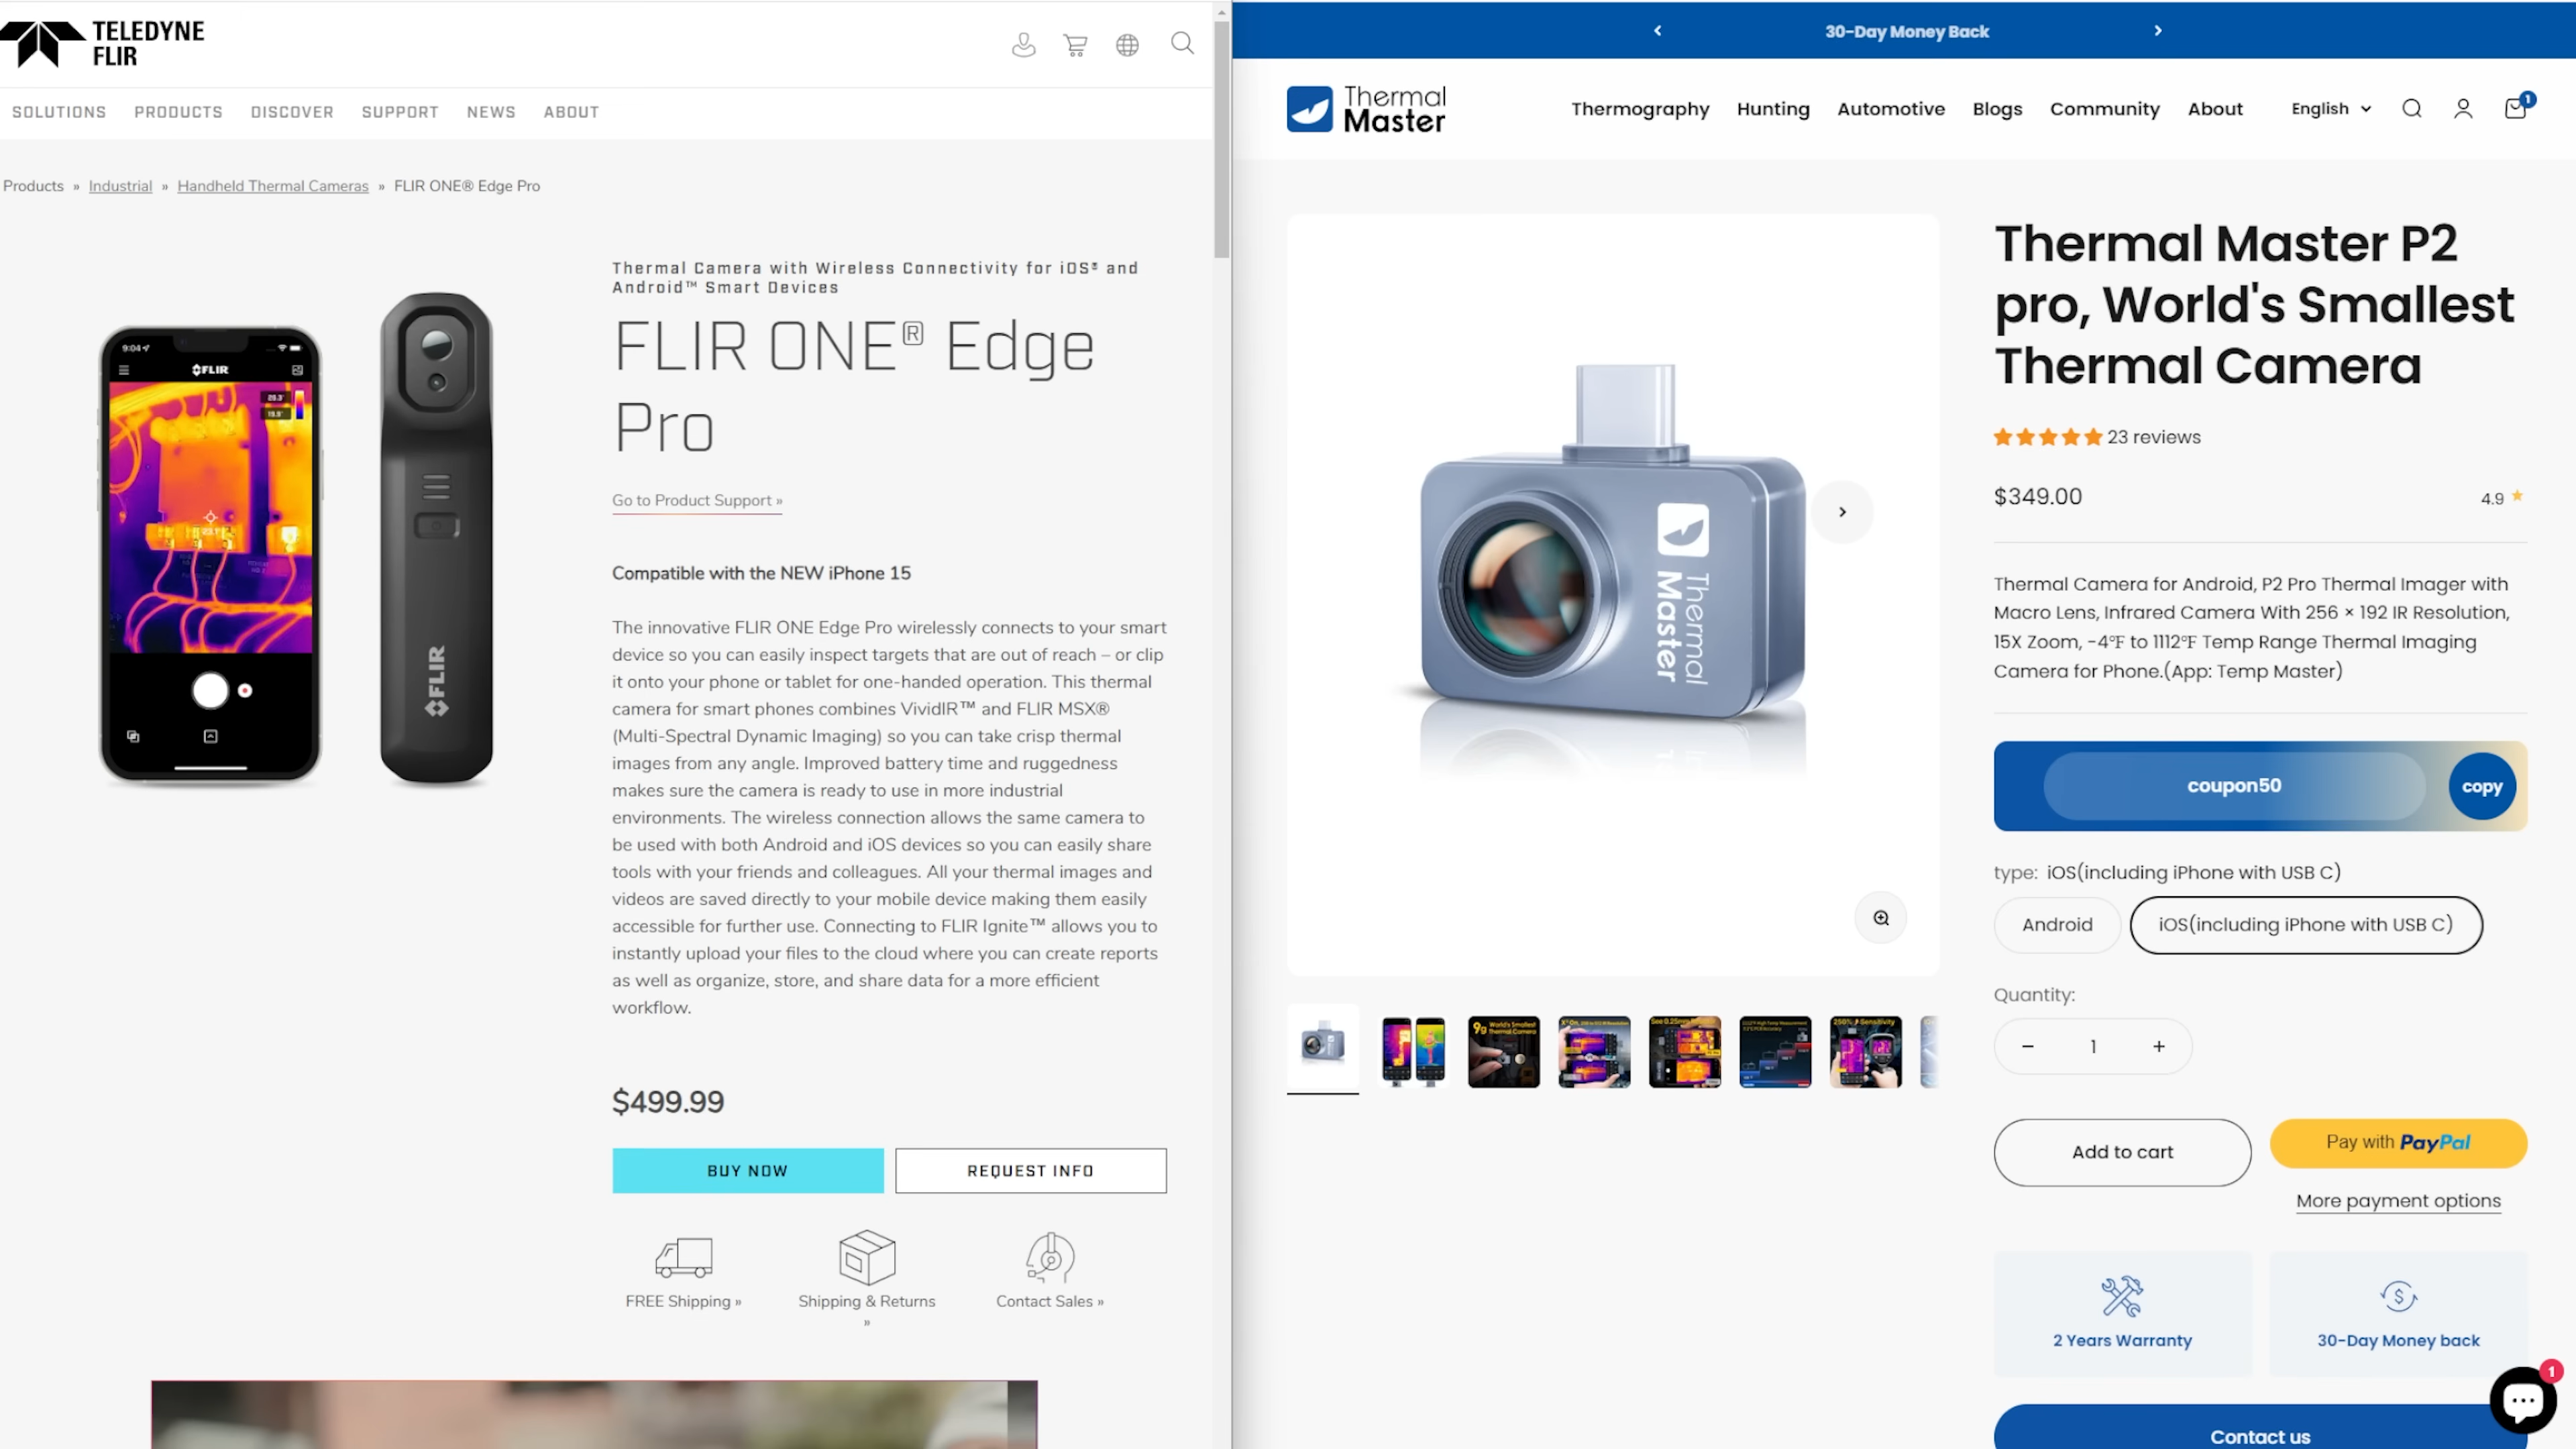 TELEDYNE
FLIR
SOLUTIONS PRODUCTS DISCOVER SUPPORT NEWS ABOUT
Products » Industrial » Handheld Thermal Cameras » FLIR ONE® Edge Pro
9:04
FLIR
FLIR
Thermal Camera with Wireless Connectivity for iOS® and
Android™ Smart Devices
FLIR ONE® Edge
Pro
Go to Product Support »
Compatible with the NEW iPhone 15
The innovative FLIR ONE Edge Pro wirelessly connects to your smart
device so you can easily inspect targets that are out of reach – or clip
it onto your phone or tablet for one-handed operation. This thermal
camera for smart phones combines VividIR™ and FLIR MSX®
(Multi-Spectral Dynamic Imaging) so you can take crisp thermal
images from any angle. Improved battery time and ruggedness
makes sure the camera is ready to use in more industrial
environments. The wireless connection allows the same camera to
be used with both Android and iOS devices so you can easily share
tools with your friends and colleagues. All your thermal images and
videos are saved directly to your mobile device making them easily
accessible for further use. Connecting to FLIR Ignite™ allows you to
instantly upload your files to the cloud where you can create reports
as well as organize, store, and share data for a more efficient
workflow.
$499.99
BUY NOW REQUEST INFO
FREE Shipping » Shipping & Returns » Contact Sales »
30-Day Money Back
Thermal
Master
Thermography Hunting Automotive Blogs Community About English 1
Thermal
Master
9g World's Smallest
Thermal Camera
Thermal Master P2
pro, World's Smallest
Thermal Camera
23 reviews
$349.00 4.9
Thermal Camera for Android, P2 Pro Thermal Imager with
Macro Lens, Infrared Camera With 256 × 192 IR Resolution,
15X Zoom, -4℉ to 1112℉ Temp Range Thermal Imaging
Camera for Phone.(App: Temp Master)
coupon50 copy
type: iOS(including iPhone with USB C)
Android iOS(including iPhone with USB C)
Quantity:
− 1 +
Add to cart Pay with PayPal
More payment options
2 Years Warranty 30-Day Money back
1
Contact us